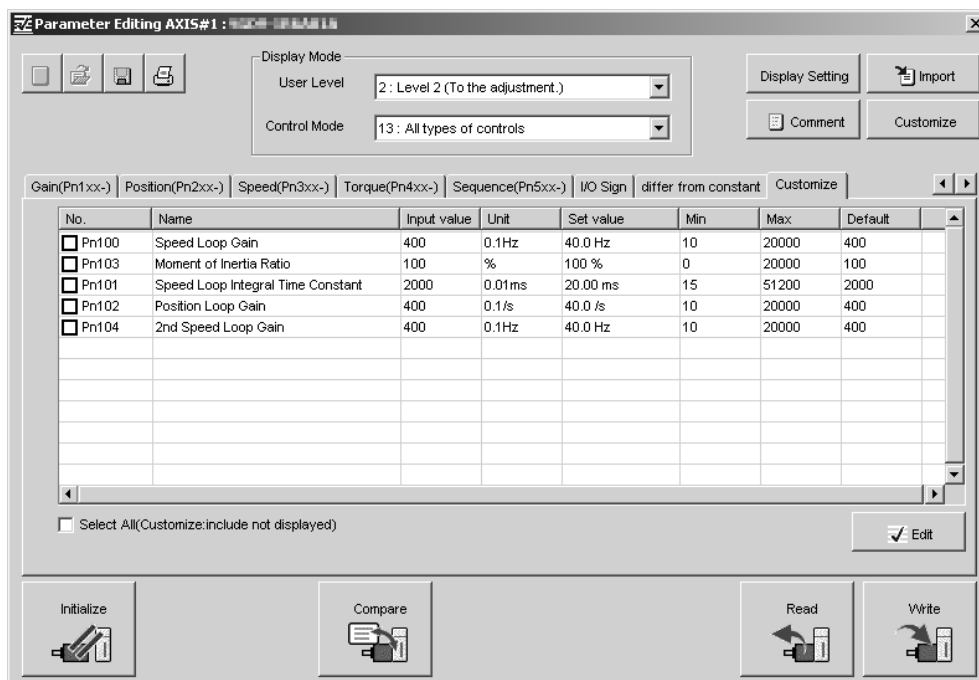 Parameter Editing AXIS#1 :
Display Mode
User Level 2 : Level 2 (To the adjustment.)
Control Mode 13 : All types of controls
Display Setting Import
Comment Customize
Gain(Pn1xx-) Position(Pn2xx-) Speed(Pn3xx-) Torque(Pn4xx-) Sequence(Pn5xx-) I/O Sign differ from constant Customize
No. Name Input value Unit Set value Min Max Default
Pn100 Speed Loop Gain 400 0.1Hz 40.0 Hz 10 20000 400
Pn103 Moment of Inertia Ratio 100 % 100 % 0 20000 100
Pn101 Speed Loop Integral Time Constant 2000 0.01ms 20.00 ms 15 51200 2000
Pn102 Position Loop Gain 400 0.1/s 40.0 /s 10 20000 400
Pn104 2nd Speed Loop Gain 400 0.1Hz 40.0 Hz 10 20000 400
Select All(Customize:include not displayed)
Edit
Initialize Compare Read Write